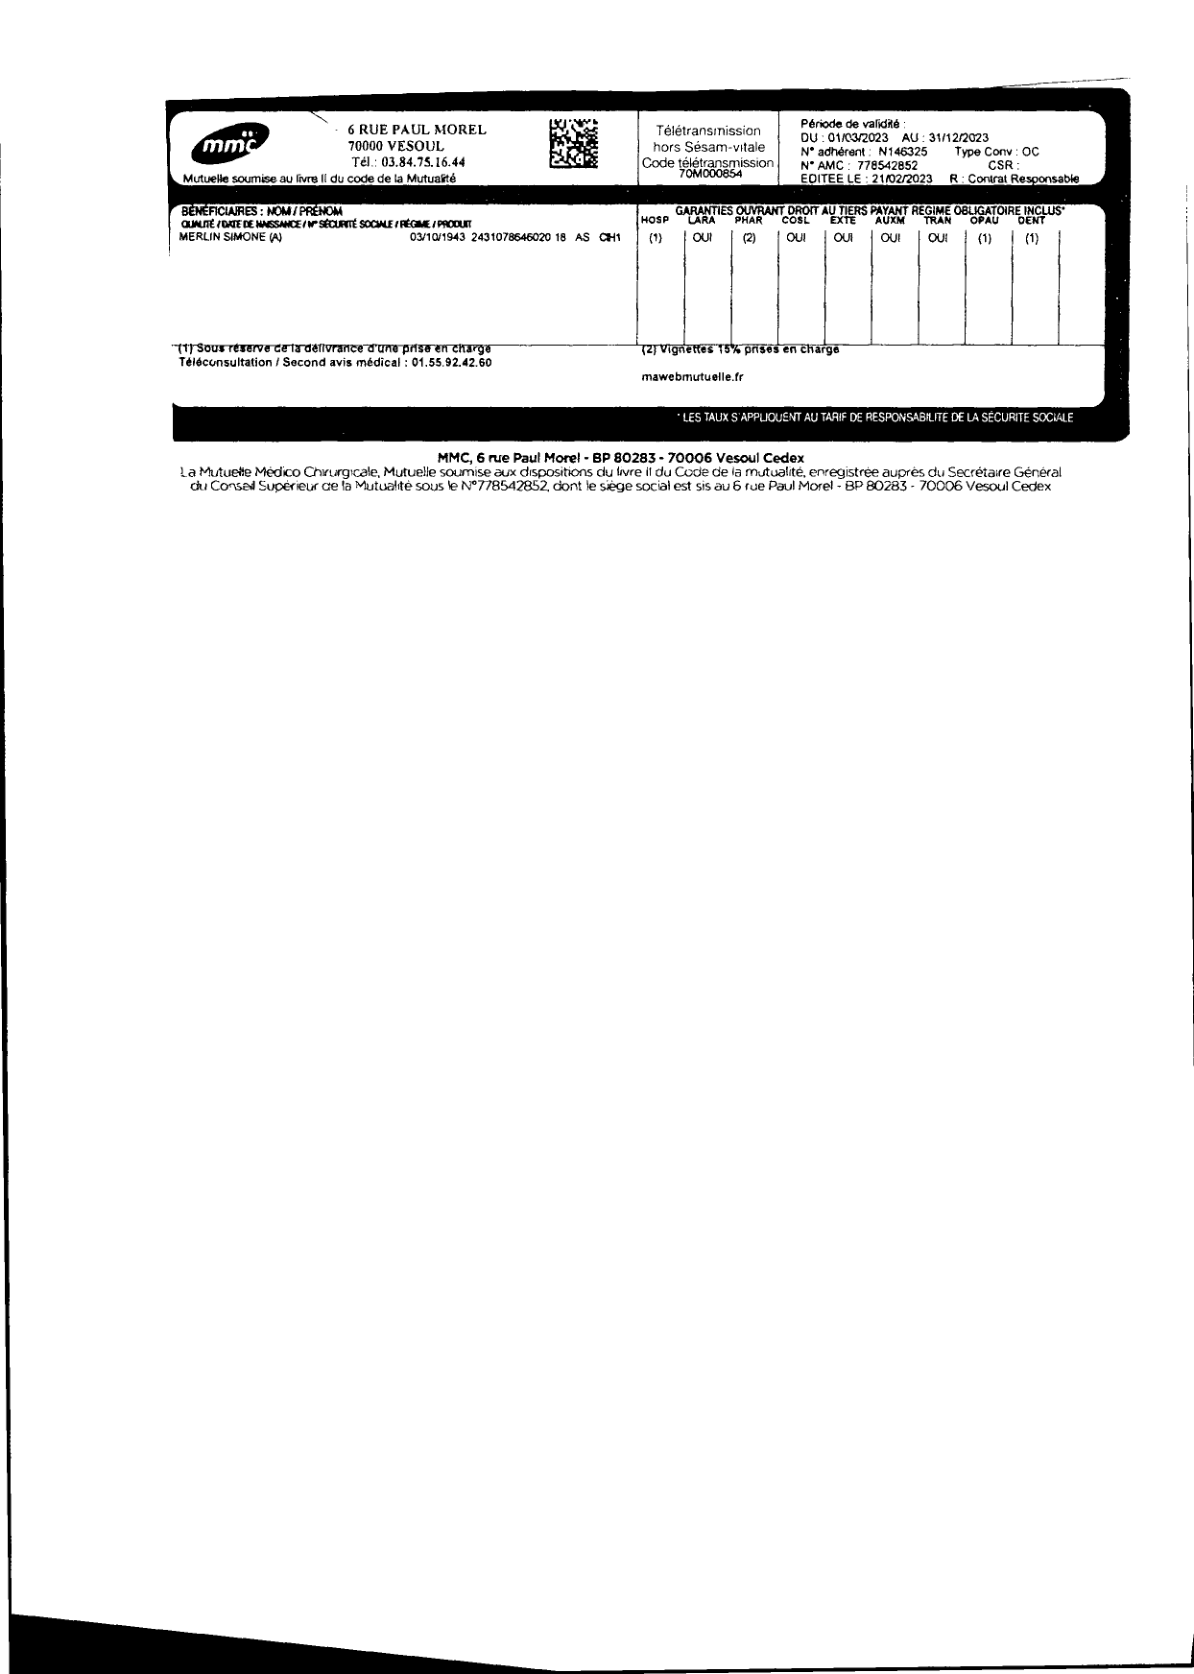 mmc
6 RUE PAUL MOREL
70000 VESOUL
Tél.: 03.84.75.16.44
Mutuelle soumise au livre II du code de la Mutualité
Télétransmission
hors Sésam-vitale
Code télétransmission
70M000854
Période de validité :
DU : 01/03/2023 AU : 31/12/2023
N° adhérent : N146325 Type Conv : OC
N° AMC : 778542852 CSR :
EDITEE LE : 21/02/2023 R : Contrat Responsable
BÉNÉFICIAIRES : NOM / PRÉNOM
QUALITÉ / DATE DE NAISSANCE / N° SÉCURITÉ SOCIALE / RÉGIME / PRODUIT
GARANTIES OUVRANT DROIT AU TIERS PAYANT REGIME OBLIGATOIRE INCLUS*
HOSP LARA PHAR COSL EXTE AUXM TRAN OPAU DENT
MERLIN SIMONE (A) 03/10/1943 2431078646020 18 AS CIH1 (1) OUI (2) OUI OUI OUI OUI (1) (1)
(1) Sous réserve de la délivrance d'une prise en charge
(2) Vignettes 15% prises en charge
Téléconsultation / Second avis médical : 01.55.92.42.60
mawebmutuelle.fr
* LES TAUX S'APPLIQUENT AU TARIF DE RESPONSABILITE DE LA SÉCURITE SOCIALE
MMC, 6 rue Paul Morel - BP 80283 - 70006 Vesoul Cedex
La Mutuelle Médico Chirurgicale, Mutuelle soumise aux dispositions du livre II du Code de la mutualité, enregistrée auprès du Secrétaire Général
du Conseil Supérieur de la Mutualité sous le N°778542852, dont le siège social est sis au 6 rue Paul Morel - BP 80283 - 70006 Vesoul Cedex